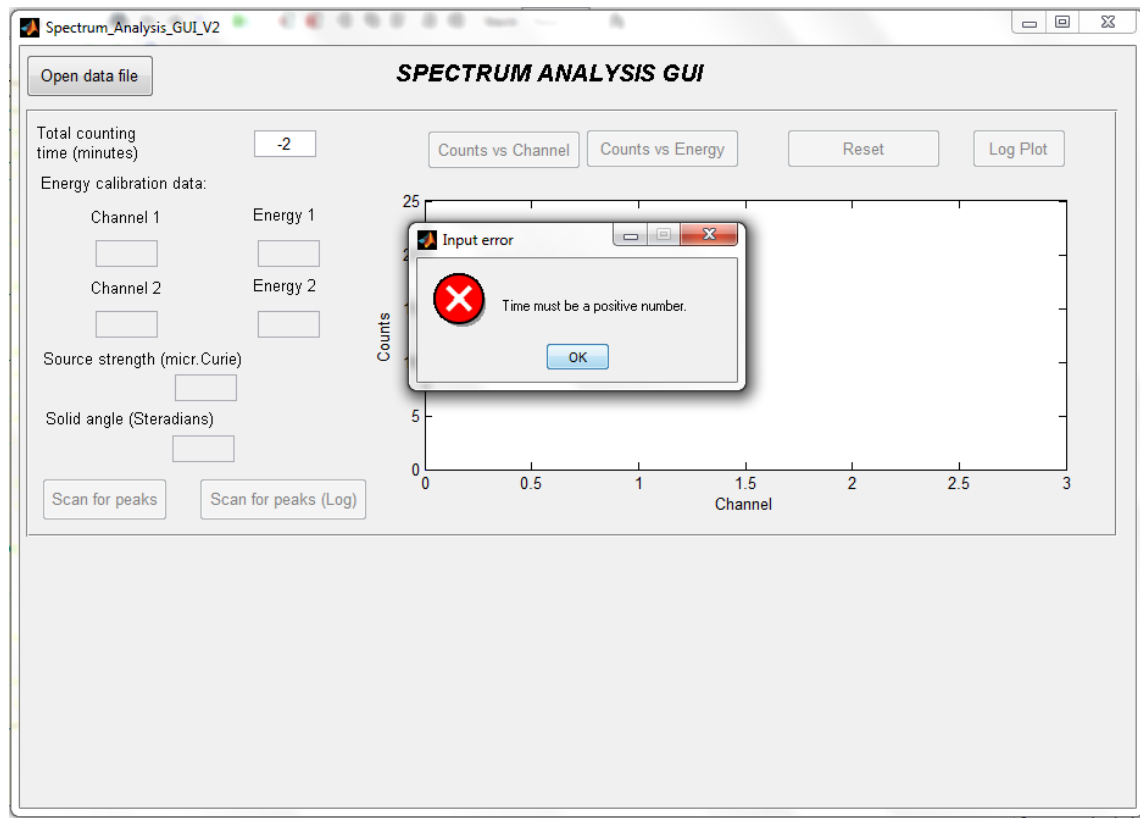 Spectrum_Analysis_GUI_V2
Open data file
SPECTRUM ANALYSIS GUI
Total counting
time (minutes)
-2
Counts vs Channel
Counts vs Energy
Reset
Log Plot
Energy calibration data:
Channel 1
Energy 1
Channel 2
Energy 2
Source strength (micr.Curie)
Solid angle (Steradians)
Scan for peaks
Scan for peaks (Log)
25
5
0
Counts
0
0.5
1
1.5
2
2.5
3
Channel
Input error
Time must be a positive number.
OK